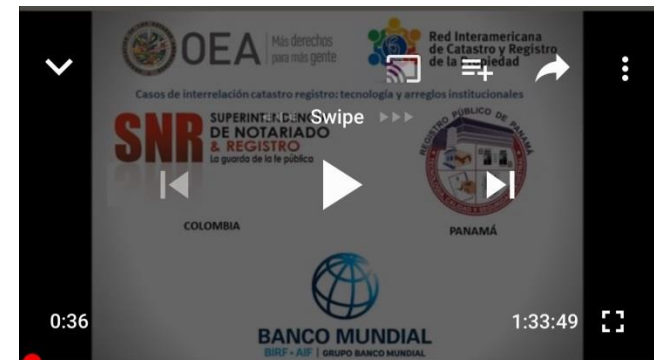 OEA
Más derechos
para más gente
Red Interamericana
de Catastro y Registro
de la Propiedad
Casos de interrelación catastro registro: tecnología y arreglos institucionales
Swipe
SNR
SUPERINTENDENCIA
DE NOTARIADO
& REGISTRO
La guarda de la fe pública
REGISTRO PÚBLICO DE PANAMÁ
COLOMBIA
PANAMÁ
0:36
1:33:49
BANCO MUNDIAL
BIRF • AIF | GRUPO BANCO MUNDIAL